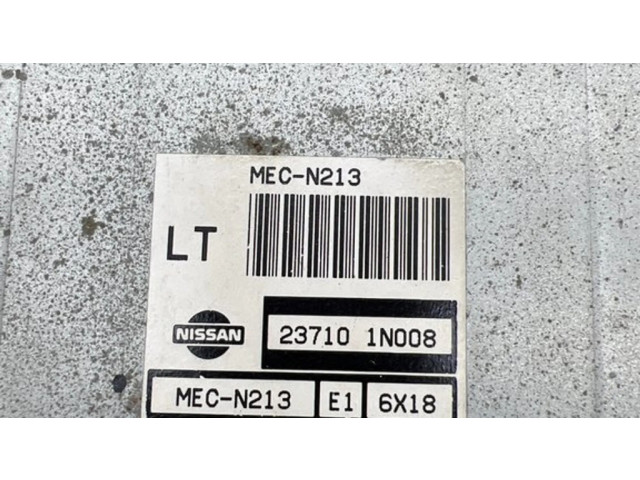 MEC-N213
LT
NISSAN 23710 1N008
MEC-N213 E1 6X18